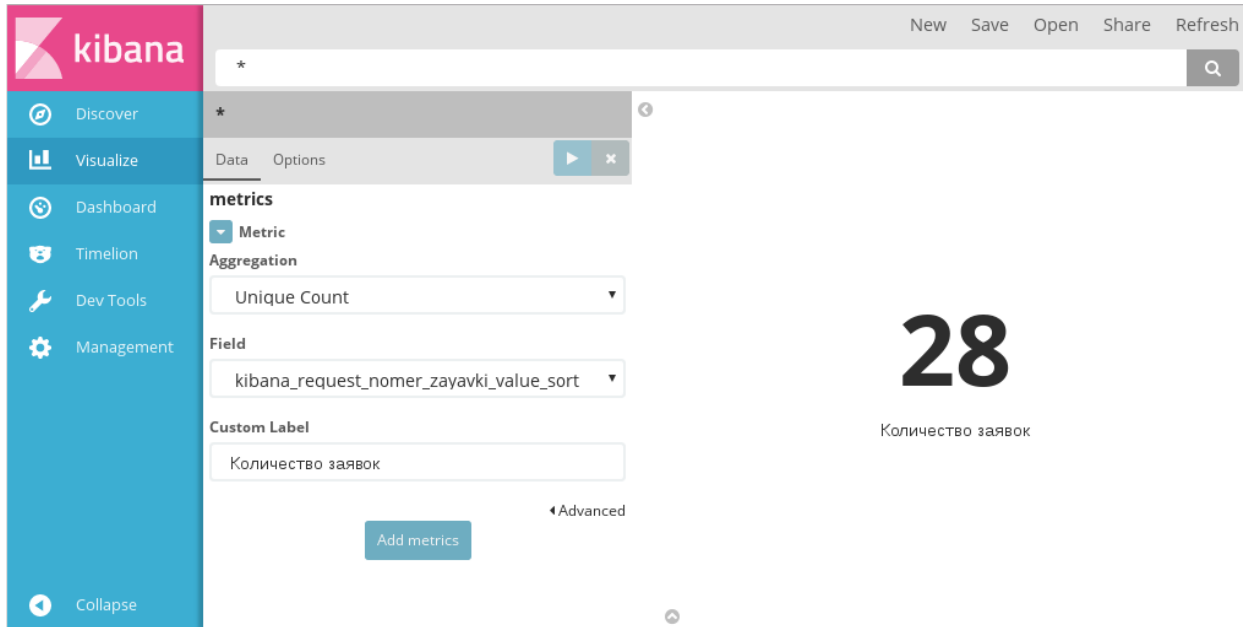 kibana
New Save Open Share Refresh
*
Discover
Visualize
Dashboard
Timelion
Dev Tools
Management
Collapse
*
Data Options
metrics
Metric
Aggregation
Unique Count
Field
kibana_request_nomer_zayavki_value_sort
Custom Label
Количество заявок
Advanced
Add metrics
28
Количество заявок